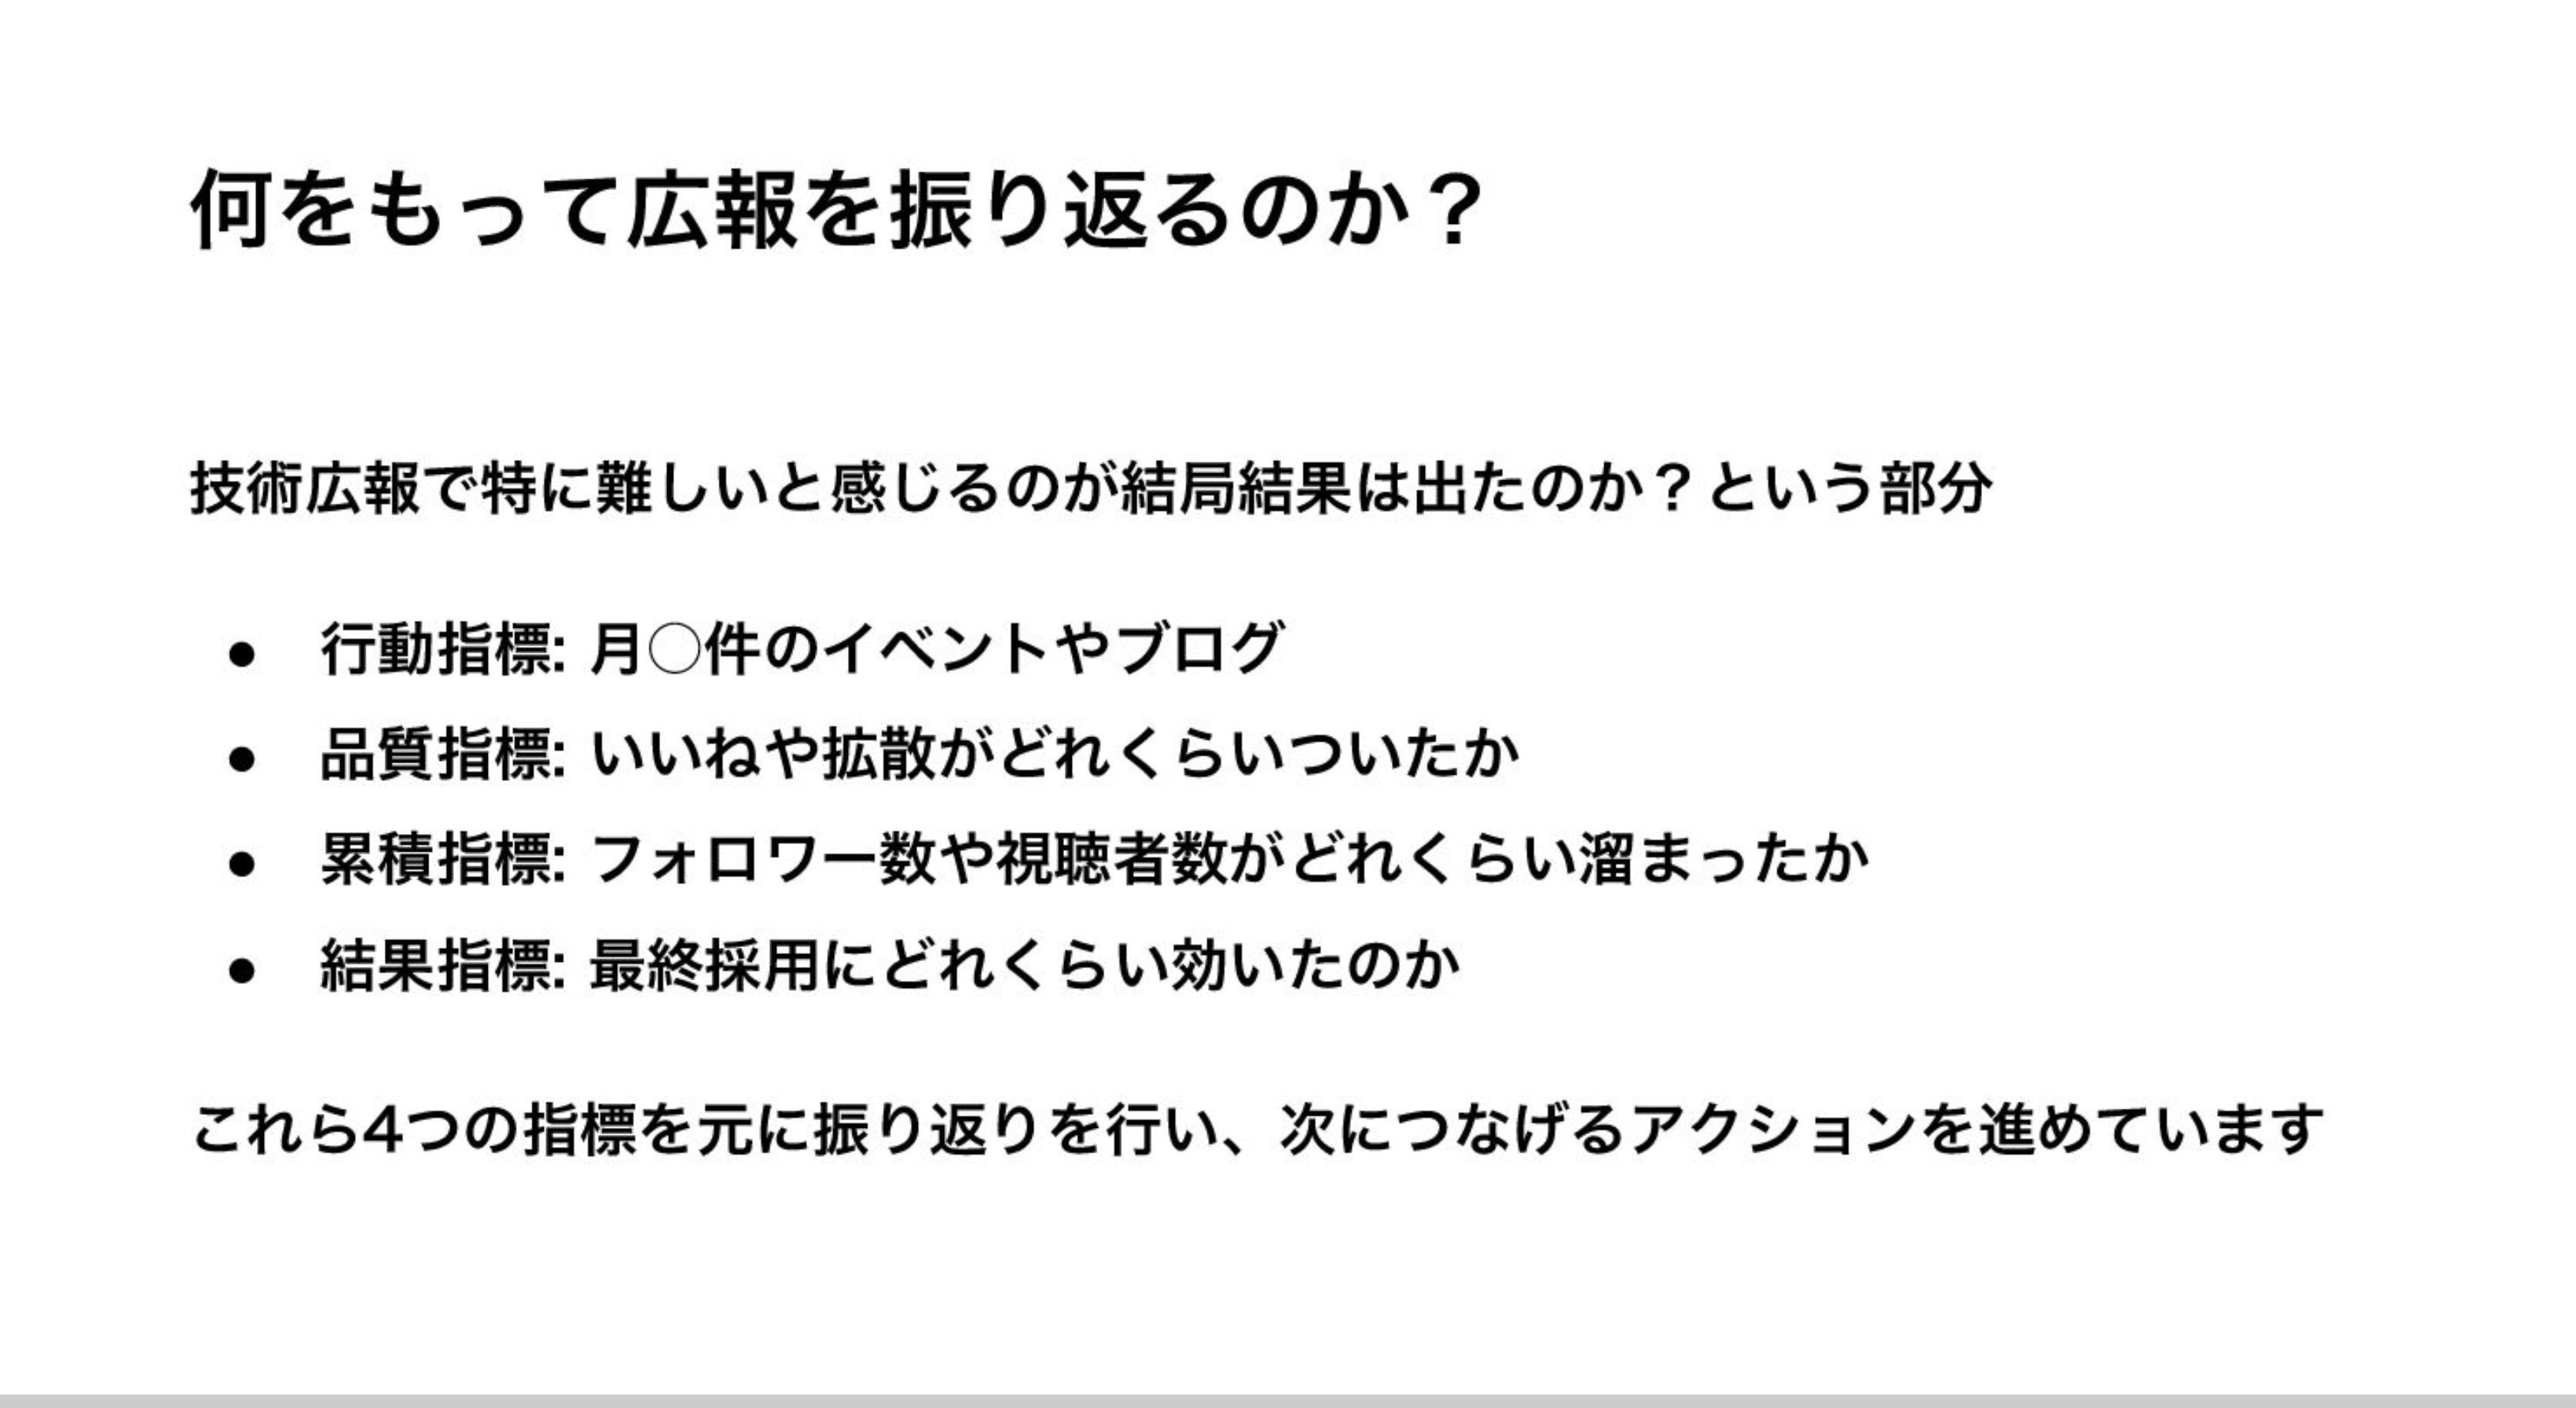 何をもって広報を振り返るのか？
技術広報で特に難しいと感じるのが結局結果は出たのか？という部分
● 行動指標: 月◯件のイベントやブログ
● 品質指標: いいねや拡散がどれくらいついたか
● 累積指標: フォロワー数や視聴者数がどれくらい溜まったか
● 結果指標: 最終採用にどれくらい効いたのか
これら4つの指標を元に振り返りを行い、次につなげるアクションを進めています